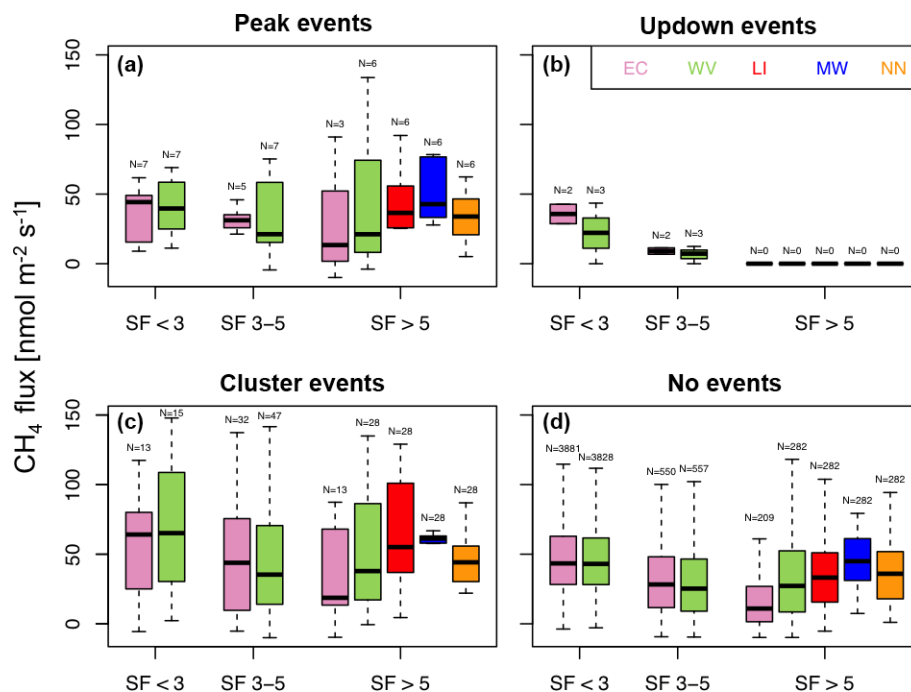 Peak events
Updown events
(a)
(b)
EC WV LI MW NN
150
100
50
0
N=7
N=7
N=5
N=7
N=3
N=6
N=6
N=6
N=6
N=2
N=3
N=2
N=3
N=0
N=0
N=0
N=0
N=0
SF < 3
SF 3−5
SF > 5
SF < 3
SF 3−5
SF > 5
CH4 flux [nmol m−2 s−1]
Cluster events
No events
(c)
(d)
150
100
50
0
N=13
N=15
N=32
N=47
N=13
N=28
N=28
N=28
N=28
N=3881
N=3828
N=550
N=557
N=209
N=282
N=282
N=282
N=282
SF < 3
SF 3−5
SF > 5
SF < 3
SF 3−5
SF > 5